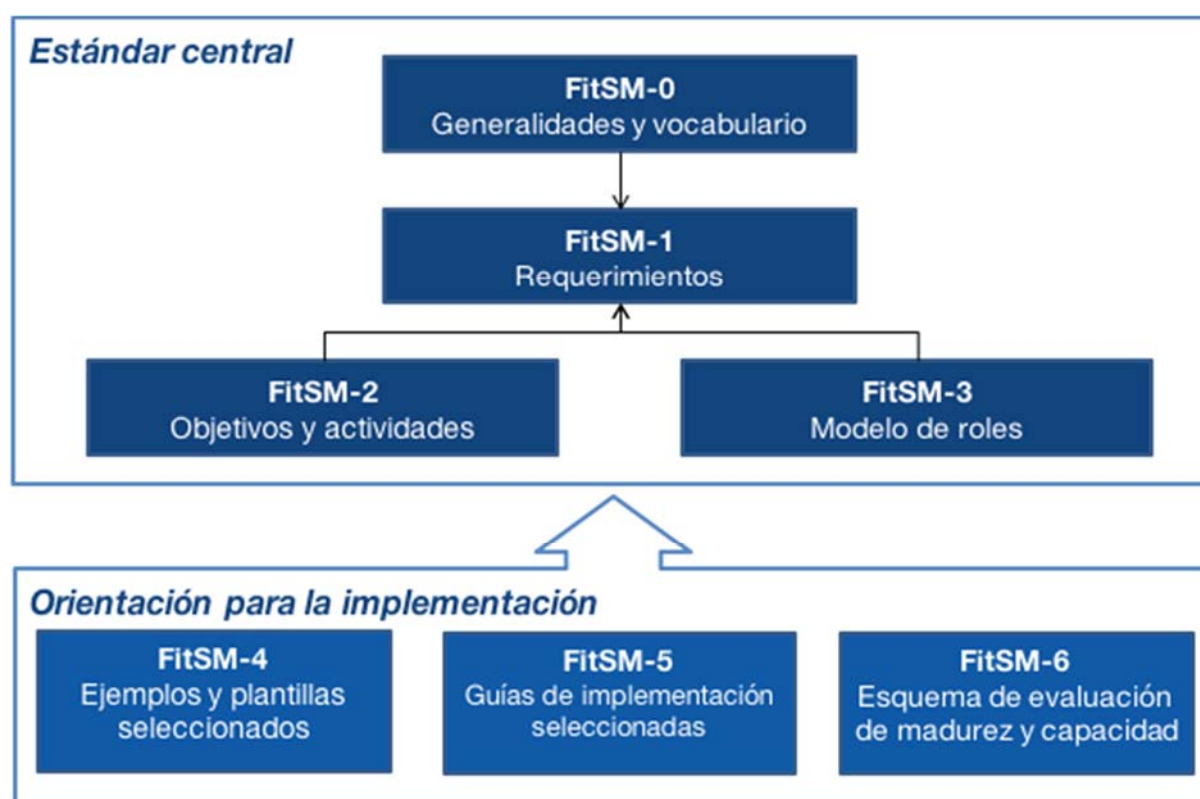 Estándar central
FitSM-0
Generalidades y vocabulario
FitSM-1
Requerimientos
FitSM-2
Objetivos y actividades
FitSM-3
Modelo de roles
Orientación para la implementación
FitSM-4
Ejemplos y plantillas
seleccionados
FitSM-5
Guías de implementación
seleccionadas
FitSM-6
Esquema de evaluación
de madurez y capacidad